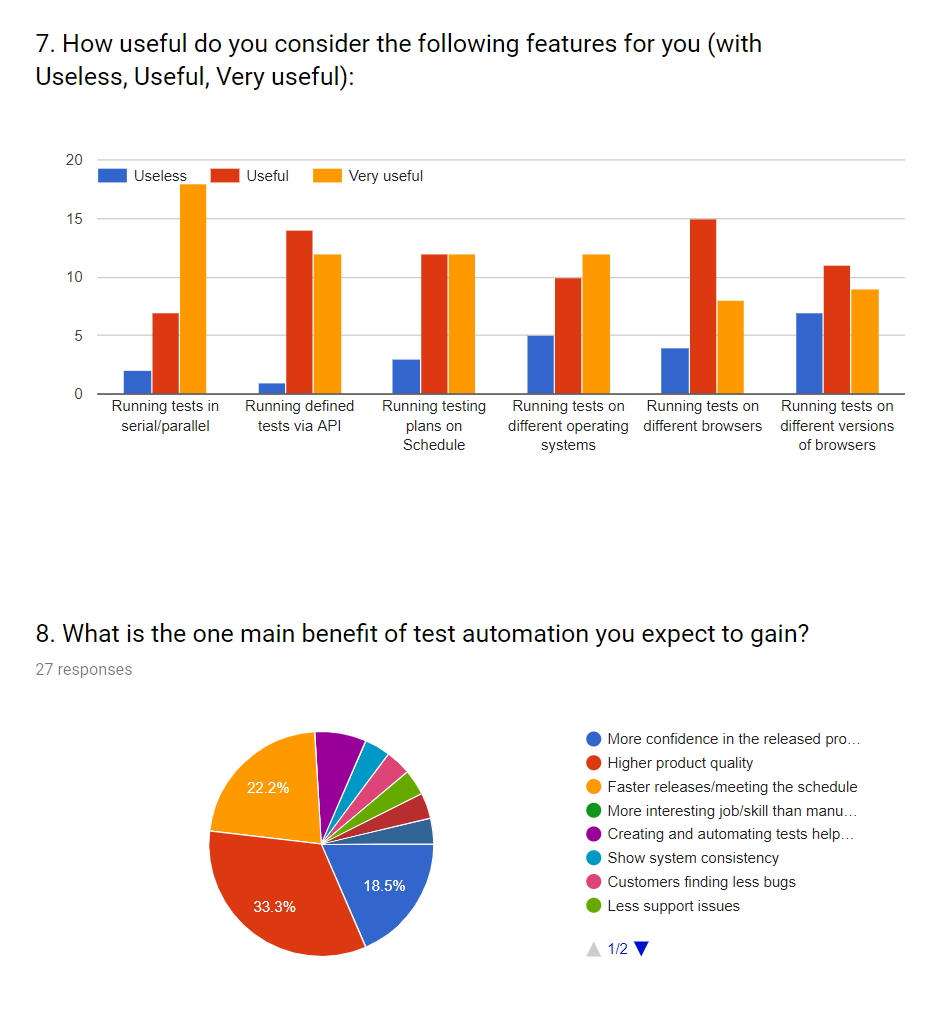 7. How useful do you consider the following features for you (with
Useless, Useful, Very useful):
20
Useless
Useful
Very useful
15
10
5
0
Running tests in
serial/parallel
Running defined
tests via API
Running testing
plans on
Schedule
Running tests on
different operating
systems
Running tests on
different browsers
Running tests on
different versions
of browsers
8. What is the one main benefit of test automation you expect to gain?
27 responses
22.2%
33.3%
18.5%
More confidence in the released pro…
Higher product quality
Faster releases/meeting the schedule
More interesting job/skill than manu…
Creating and automating tests help…
Show system consistency
Customers finding less bugs
Less support issues
1/2